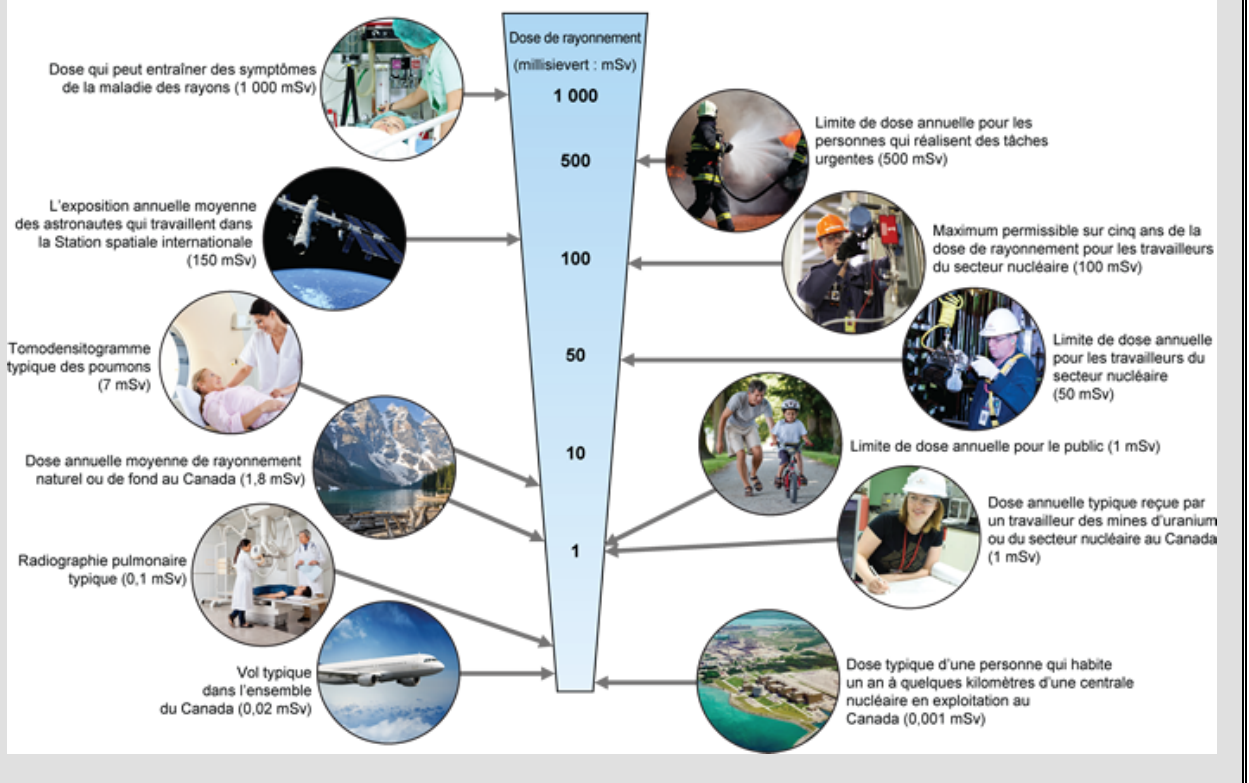 Dose de rayonnement
(millisievert : mSv)
1 000
500
100
50
10
1
Dose qui peut entraîner des symptômes
de la maladie des rayons (1 000 mSv)
L'exposition annuelle moyenne
des astronautes qui travaillent dans
la Station spatiale internationale
(150 mSv)
Tomodensitogramme
typique des poumons
(7 mSv)
Dose annuelle moyenne de rayonnement
naturel ou de fond au Canada (1,8 mSv)
Radiographie pulmonaire
typique (0,1 mSv)
Vol typique
dans l'ensemble
du Canada (0,02 mSv)
Limite de dose annuelle pour les
personnes qui réalisent des tâches
urgentes (500 mSv)
Maximum permissible sur cinq ans de la
dose de rayonnement pour les travailleurs
du secteur nucléaire (100 mSv)
Limite de dose annuelle
pour les travailleurs du
secteur nucléaire
(50 mSv)
Limite de dose annuelle pour le public (1 mSv)
Dose annuelle typique reçue par
un travailleur des mines d'uranium
ou du secteur nucléaire au Canada
(1 mSv)
Dose typique d'une personne qui habite
un an à quelques kilomètres d'une centrale
nucléaire en exploitation au
Canada (0,001 mSv)